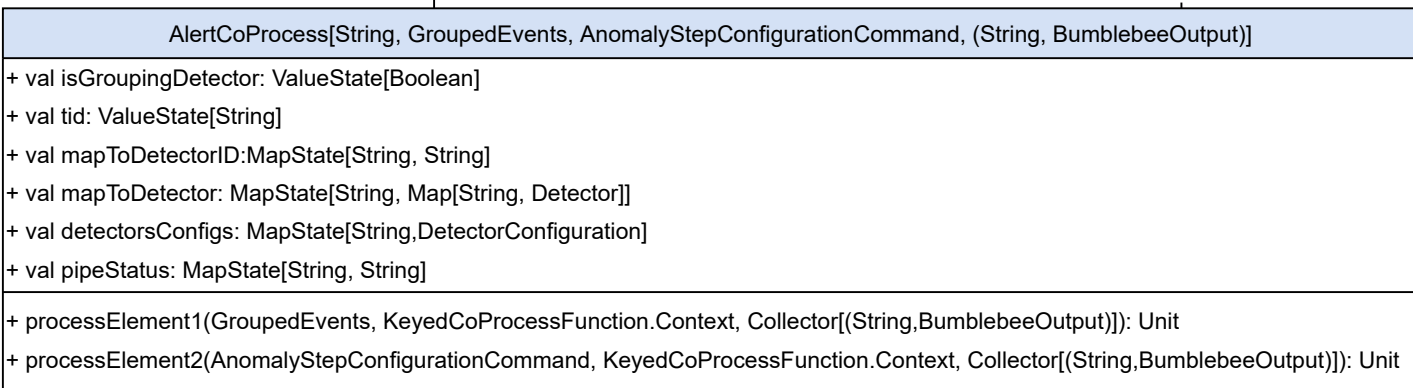 AlertCoProcess[String, GroupedEvents, AnomalyStepConfigurationCommand, (String, BumblebeeOutput)]
+ val isGroupingDetector: ValueState[Boolean]
+ val tid: ValueState[String]
+ val mapToDetectorID:MapState[String, String]
+ val mapToDetector: MapState[String, Map[String, Detector]]
+ val detectorsConfigs: MapState[String,DetectorConfiguration]
+ val pipeStatus: MapState[String, String]
+ processElement1(GroupedEvents, KeyedCoProcessFunction.Context, Collector[(String,BumblebeeOutput)]): Unit
+ processElement2(AnomalyStepConfigurationCommand, KeyedCoProcessFunction.Context, Collector[(String,BumblebeeOutput)]): Unit